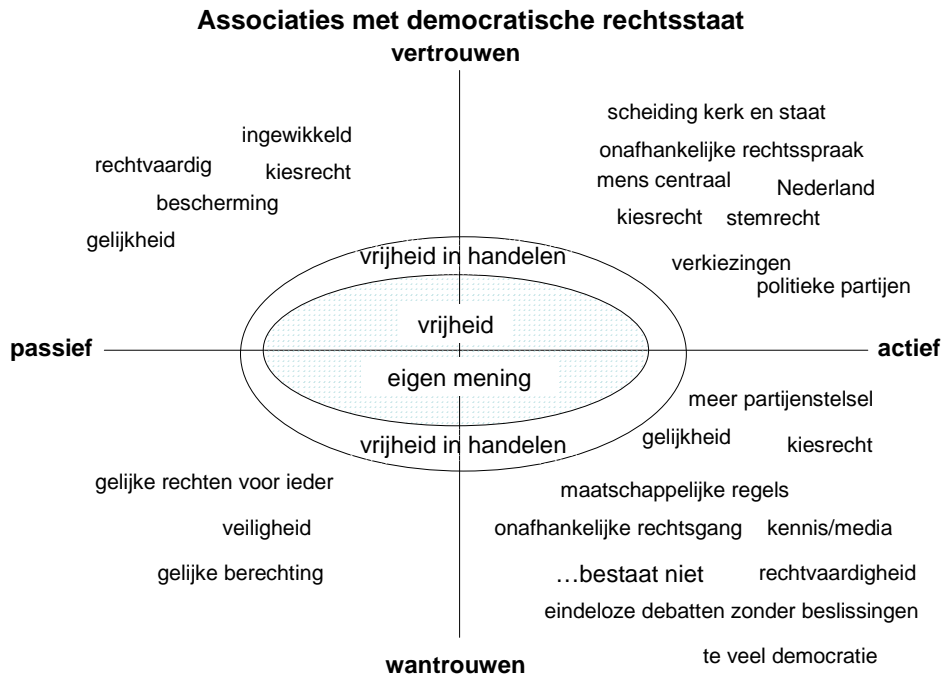 Associaties met democratische rechtsstaat
vertrouwen
scheiding kerk en staat
ingewikkeld
onafhankelijke rechtsspraak
rechtvaardig
kiesrecht
mens centraal
Nederland
bescherming
kiesrecht
stemrecht
gelijkheid
vrijheid in handelen
verkiezingen
politieke partijen
vrijheid
passief
actief
eigen mening
meer partijenstelsel
vrijheid in handelen
gelijkheid
kiesrecht
gelijke rechten voor ieder
maatschappelijke regels
veiligheid
onafhankelijke rechtsgang
kennis/media
gelijke berechting
…bestaat niet
rechtvaardigheid
eindeloze debatten zonder beslissingen
wantrouwen
te veel democratie